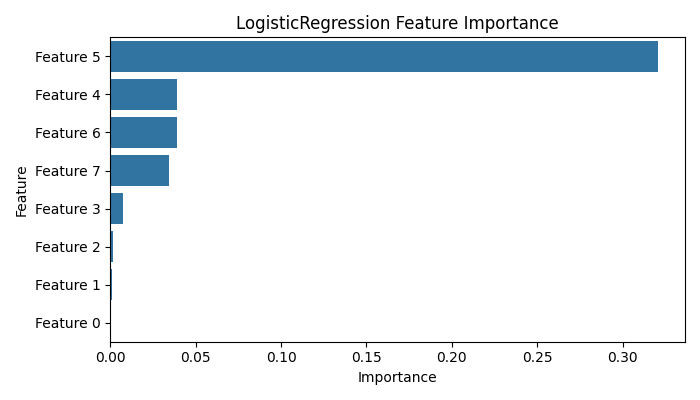 LogisticRegression Feature Importance
Feature 5
Feature 4
Feature 6
Feature 7
Feature 3
Feature 2
Feature 1
Feature 0
Feature
0.00 0.05 0.10 0.15 0.20 0.25 0.30
Importance